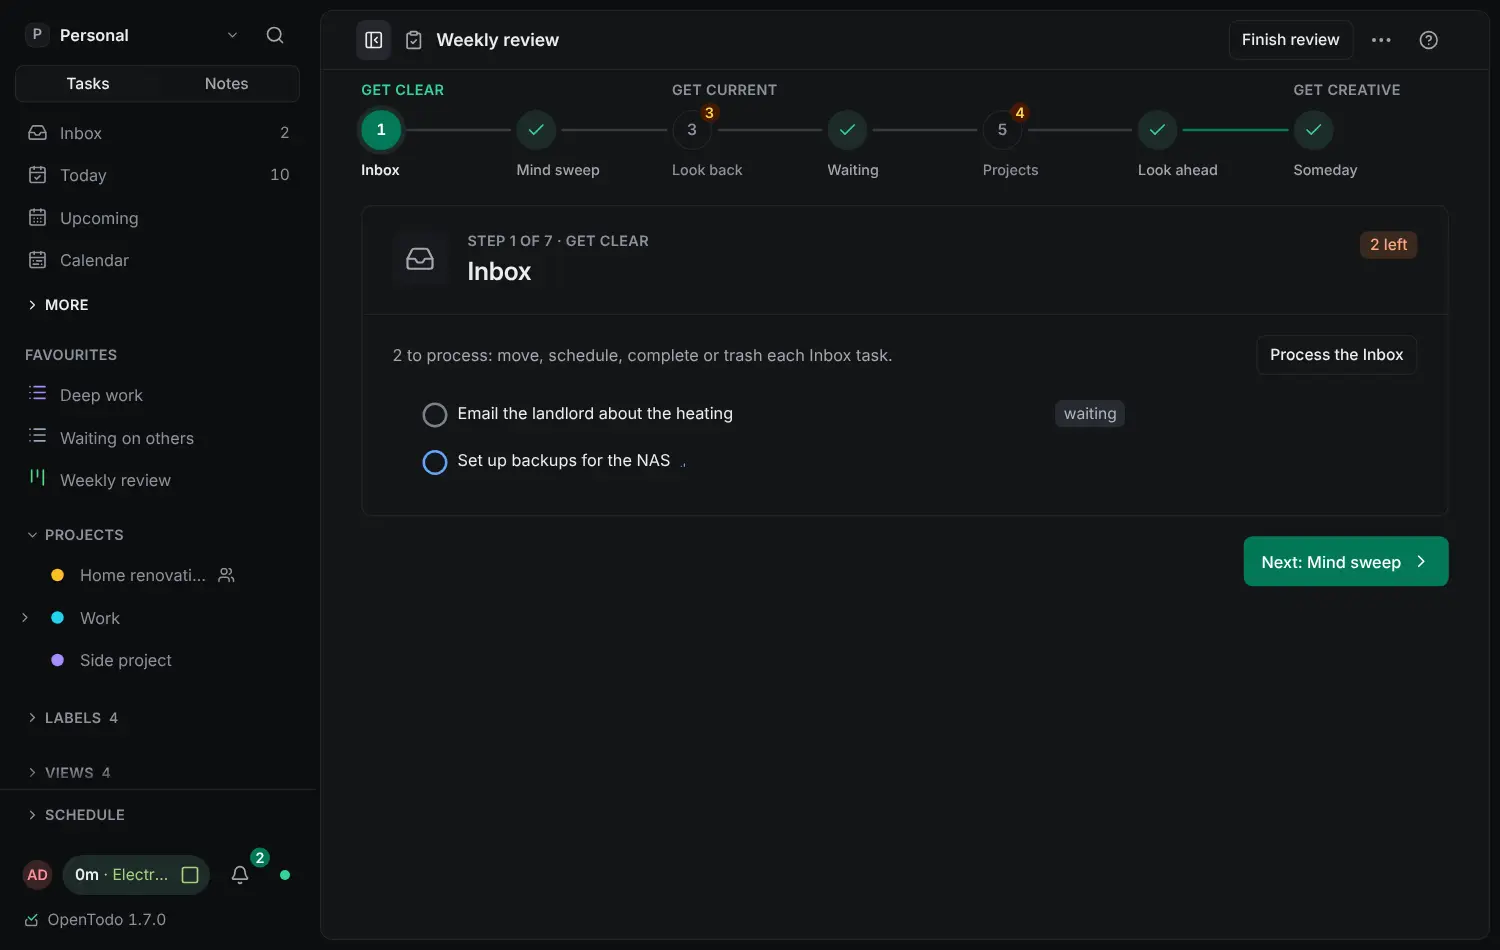 P Personal
Tasks Notes
Inbox 2
Today 10
Upcoming
Calendar
MORE
FAVOURITES
Deep work
Waiting on others
Weekly review
PROJECTS
Home renovati...
Work
Side project
LABELS 4
VIEWS 4
SCHEDULE
AD 0m · Electr... 2
OpenTodo 1.7.0
Weekly review Finish review
GET CLEAR GET CURRENT GET CREATIVE
1 3 3 5 4
Inbox Mind sweep Look back Waiting Projects Look ahead Someday
STEP 1 OF 7 · GET CLEAR
Inbox
2 left
2 to process: move, schedule, complete or trash each Inbox task.
Process the Inbox
Email the landlord about the heating waiting
Set up backups for the NAS
Next: Mind sweep